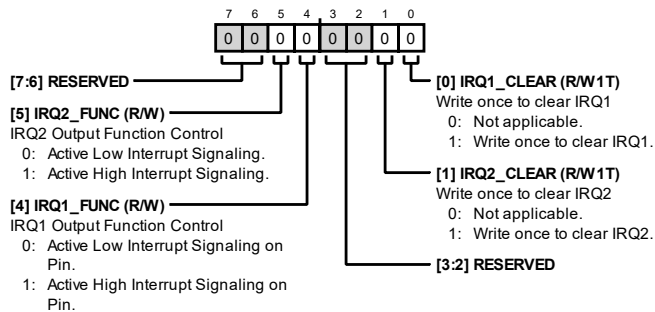 7 6 5 4 3 2 1 0
0 0 0 0 0 0 0 0
[7:6] RESERVED
[5] IRQ2_FUNC (R/W)
IRQ2 Output Function Control
0: Active Low Interrupt Signaling.
1: Active High Interrupt Signaling.
[4] IRQ1_FUNC (R/W)
IRQ1 Output Function Control
0: Active Low Interrupt Signaling on
Pin.
1: Active High Interrupt Signaling on
Pin.
[0] IRQ1_CLEAR (R/W1T)
Write once to clear IRQ1
0: Not applicable.
1: Write once to clear IRQ1.
[1] IRQ2_CLEAR (R/W1T)
Write once to clear IRQ2
0: Not applicable.
1: Write once to clear IRQ2.
[3:2] RESERVED